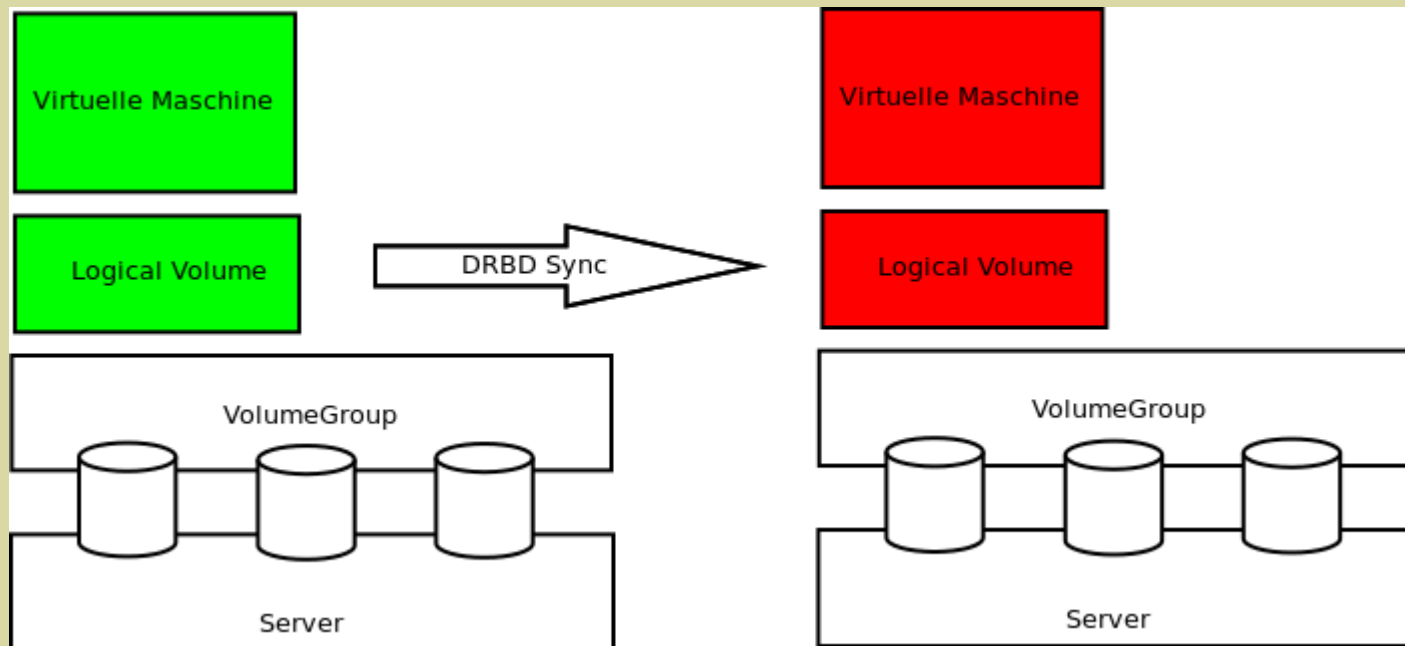 Virtuelle Maschine
Virtuelle Maschine
Logical Volume
DRBD Sync
Logical Volume
VolumeGroup
VolumeGroup
Server
Server